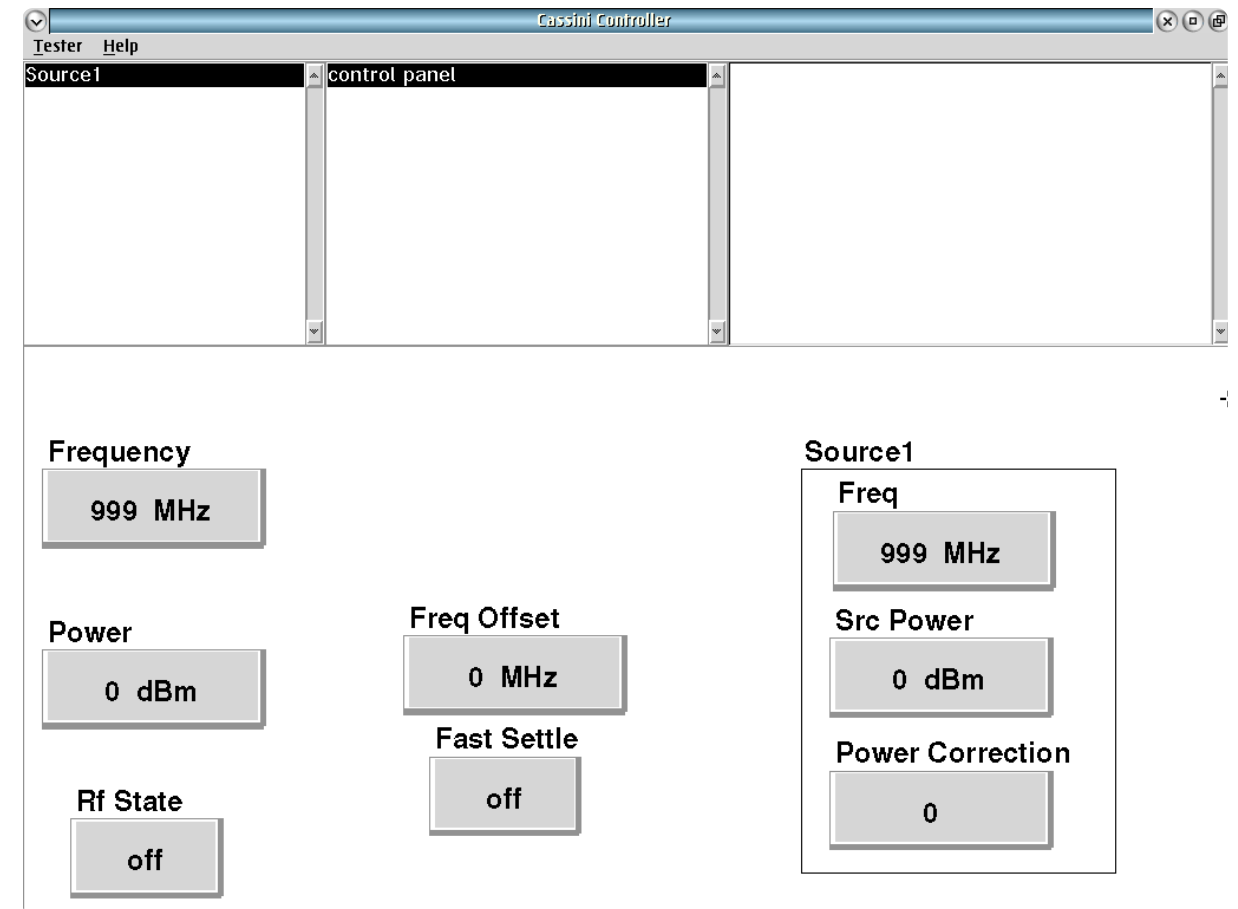 Cassini Controller
Tester Help
Source1
control panel
Frequency
999 MHz
Power
0 dBm
Rf State
off
Freq Offset
0 MHz
Fast Settle
off
Source1
Freq
999 MHz
Src Power
0 dBm
Power Correction
0